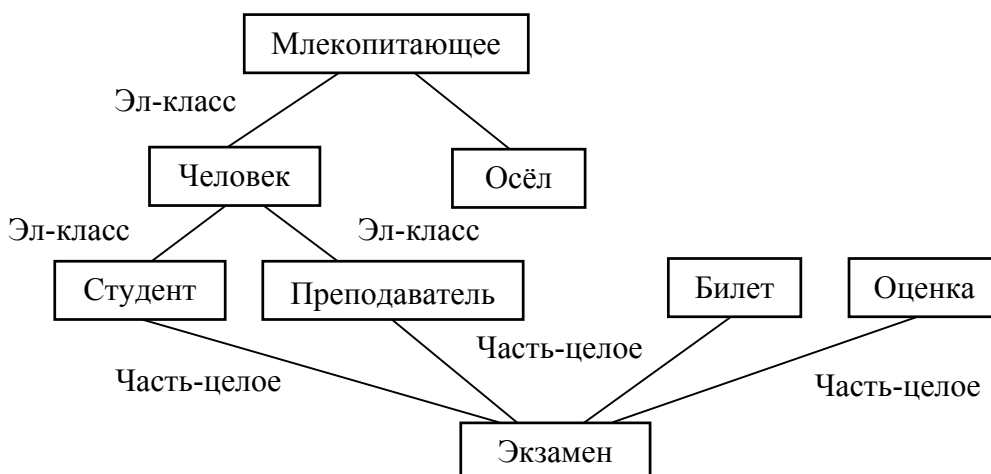 Млекопитающее
Эл-класс
Человек
Осёл
Эл-класс
Эл-класс
Студент
Преподаватель
Билет
Оценка
Часть-целое
Часть-целое
Часть-целое
Экзамен